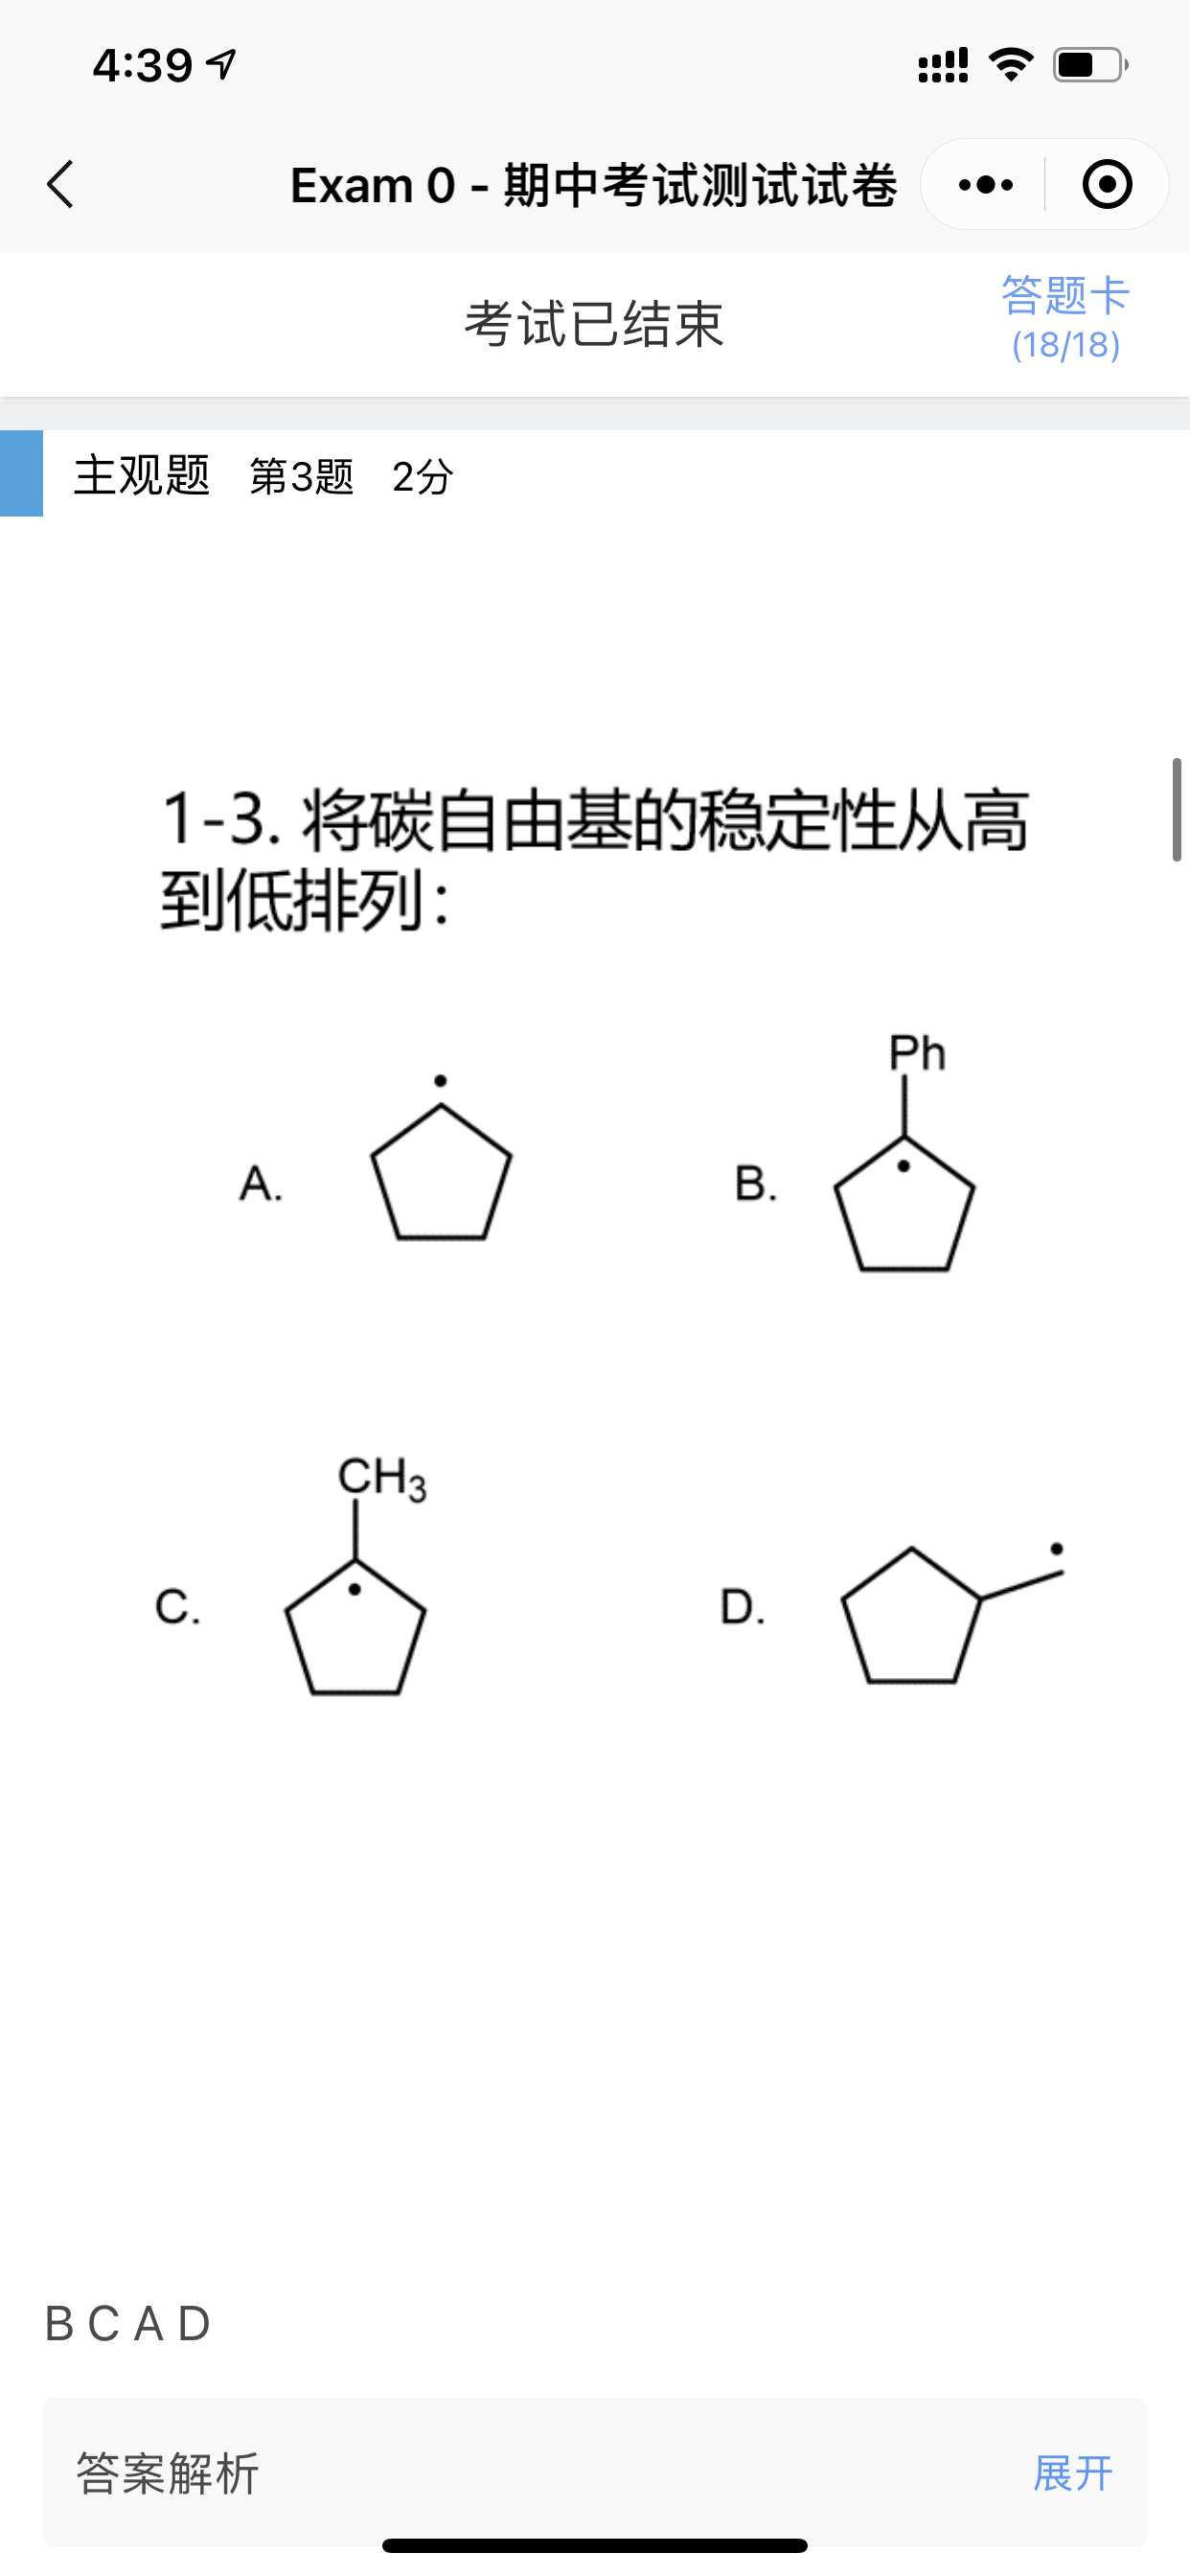 4:39
Exam 0 - 期中考试测试试卷
考试已结束
答题卡
(18/18)
主观题 第3题 2分
1-3. 将碳自由基的稳定性从高
到低排列：
Ph
A.
B.
CH₃
C.
D.
B C A D
答案解析
展开